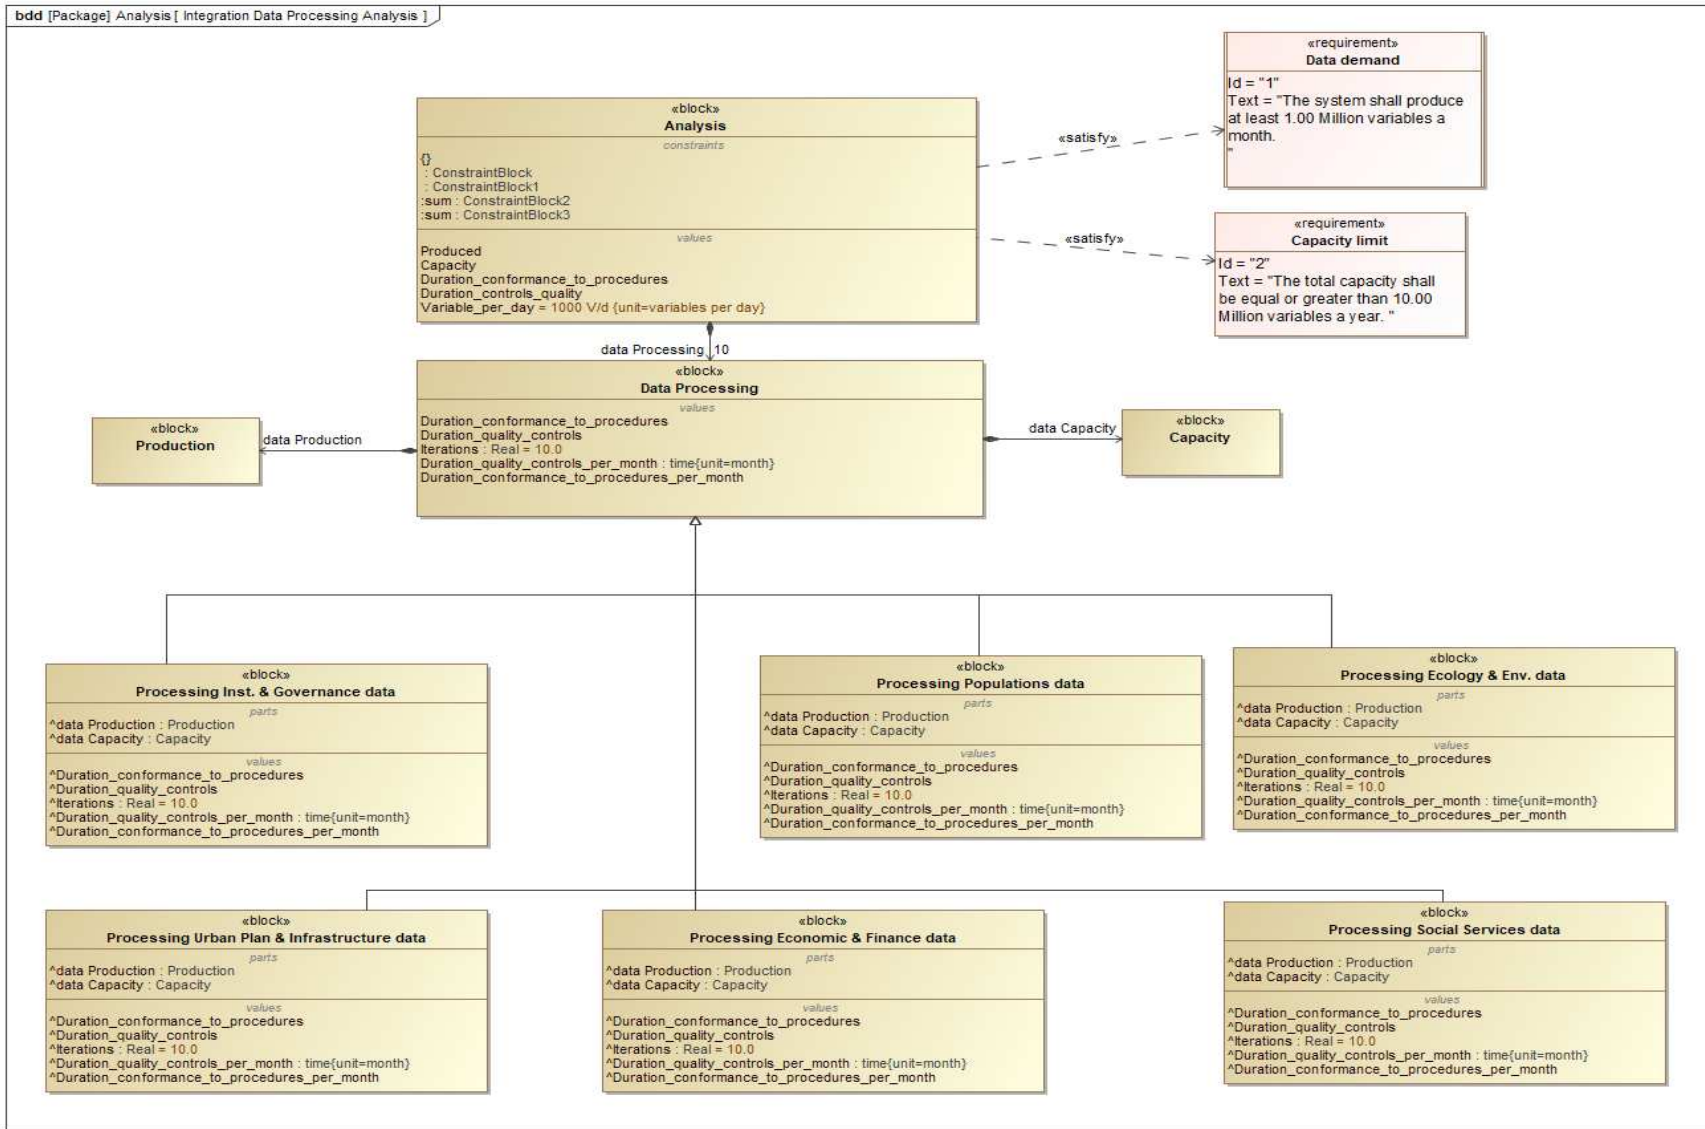 bdd [Package] Analysis [ Integration Data Processing Analysis ]
«requirement»
Data demand
Id = "1"
Text = "The system shall produce
at least 1.00 Million variables a
month.
"
«block»
Analysis
constraints
{}
: ConstraintBlock
: ConstraintBlock1
:sum : ConstraintBlock2
:sum : ConstraintBlock3
values
Produced
Capacity
Duration_conformance_to_procedures
Duration_controls_quality
Variable_per_day = 1000 V/d {unit=variables per day}
«satisfy»
«satisfy»
«requirement»
Capacity limit
Id = "2"
Text = "The total capacity shall
be equal or greater than 10.00
Million variables a year. "
data Processing 10
«block»
Data Processing
values
Duration_conformance_to_procedures
Duration_quality_controls
Iterations : Real = 10.0
Duration_quality_controls_per_month : time{unit=month}
Duration_conformance_to_procedures_per_month
«block»
Production
data Production
data Capacity
«block»
Capacity
«block»
Processing Inst. & Governance data
parts
^data Production : Production
^data Capacity : Capacity
values
^Duration_conformance_to_procedures
^Duration_quality_controls
^Iterations : Real = 10.0
^Duration_quality_controls_per_month : time{unit=month}
^Duration_conformance_to_procedures_per_month
«block»
Processing Populations data
parts
^data Production : Production
^data Capacity : Capacity
values
^Duration_conformance_to_procedures
^Duration_quality_controls
^Iterations : Real = 10.0
^Duration_quality_controls_per_month : time{unit=month}
^Duration_conformance_to_procedures_per_month
«block»
Processing Ecology & Env. data
parts
^data Production : Production
^data Capacity : Capacity
values
^Duration_conformance_to_procedures
^Duration_quality_controls
^Iterations : Real = 10.0
^Duration_quality_controls_per_month : time{unit=month}
^Duration_conformance_to_procedures_per_month
«block»
Processing Urban Plan & Infrastructure data
parts
^data Production : Production
^data Capacity : Capacity
values
^Duration_conformance_to_procedures
^Duration_quality_controls
^Iterations : Real = 10.0
^Duration_quality_controls_per_month : time{unit=month}
^Duration_conformance_to_procedures_per_month
«block»
Processing Economic & Finance data
parts
^data Production : Production
^data Capacity : Capacity
values
^Duration_conformance_to_procedures
^Duration_quality_controls
^Iterations : Real = 10.0
^Duration_quality_controls_per_month : time{unit=month}
^Duration_conformance_to_procedures_per_month
«block»
Processing Social Services data
parts
^data Production : Production
^data Capacity : Capacity
values
^Duration_conformance_to_procedures
^Duration_quality_controls
^Iterations : Real = 10.0
^Duration_quality_controls_per_month : time{unit=month}
^Duration_conformance_to_procedures_per_month